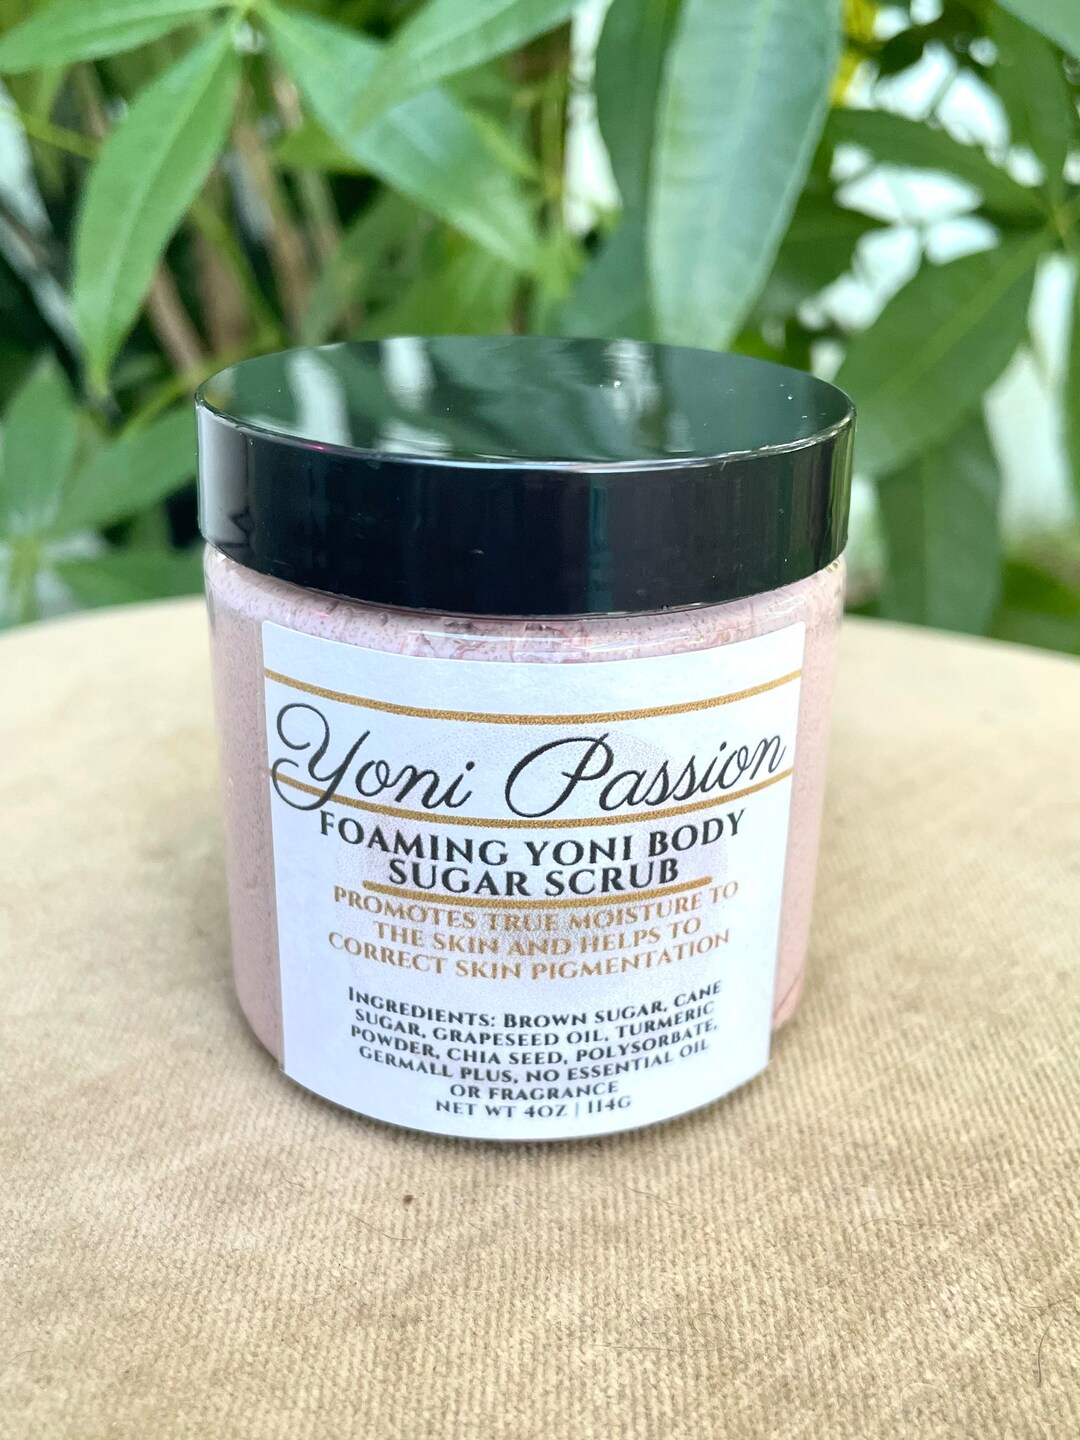 Yoni Passion
FOAMING YONI BODY
SUGAR SCRUB
PROMOTES TRUE MOISTURE TO
THE SKIN AND HELPS TO
CORRECT SKIN PIGMENTATION
INGREDIENTS: BROWN SUGAR, CANE
SUGAR, GRAPESEED OIL, TURMERIC
POWDER, CHIA SEED, POLYSORBATE,
GERMALL PLUS, NO ESSENTIAL OIL
OR FRAGRANCE
NET WT 4OZ | 114G